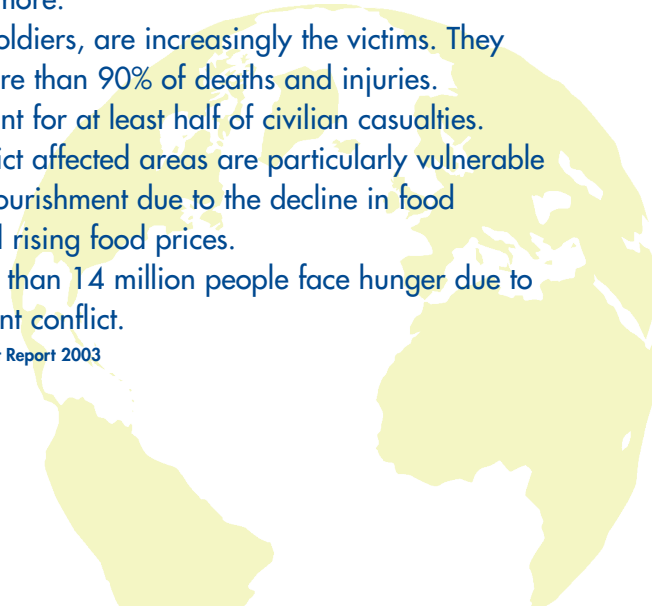 more.
oldiers, are increasingly the victims. They
re than 90% of deaths and injuries.
nt for at least half of civilian casualties.
ict affected areas are particularly vulnerable
ourishment due to the decline in food
rising food prices.
than 14 million people face hunger due to
nt conflict.
Report 2003